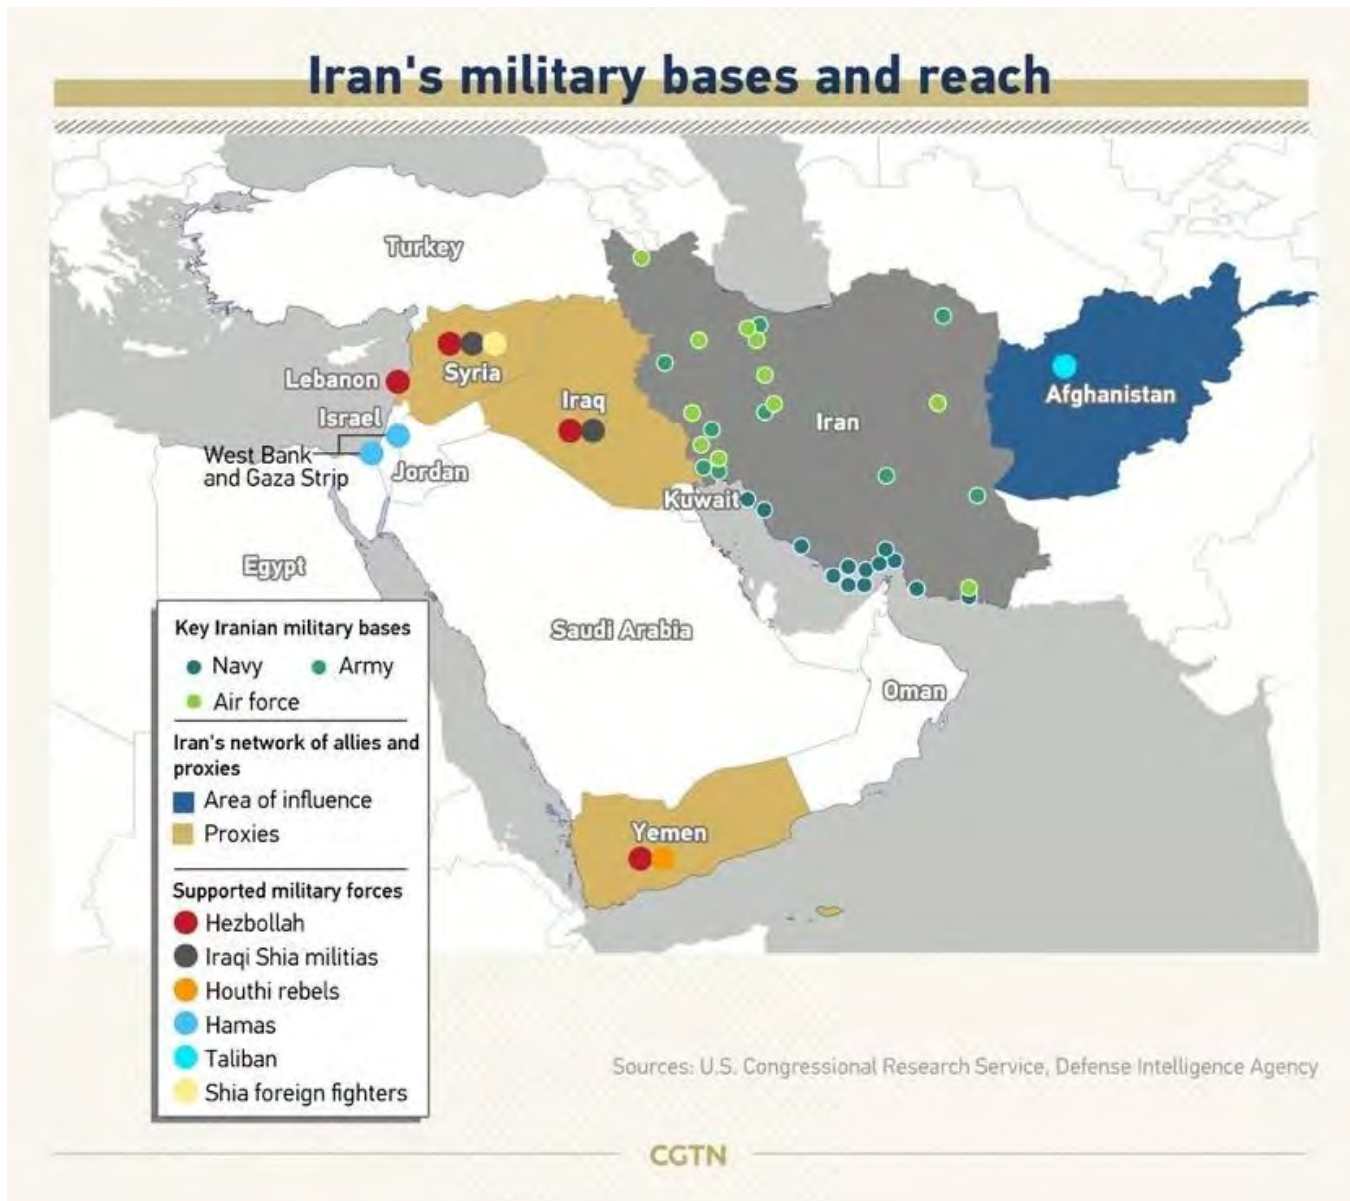 Iran's military bases and reach
Turkey
Lebanon
Syria
Israel
Iraq
Iran
Afghanistan
West Bank
and Gaza Strip
Jordan
Kuwait
Egypt
Saudi Arabia
Oman
Yemen
Key Iranian military bases
Navy
Army
Air force
Iran's network of allies and
proxies
Area of influence
Proxies
Supported military forces
Hezbollah
Iraqi Shia militias
Houthi rebels
Hamas
Taliban
Shia foreign fighters
Sources: U.S. Congressional Research Service, Defense Intelligence Agency
CGTN